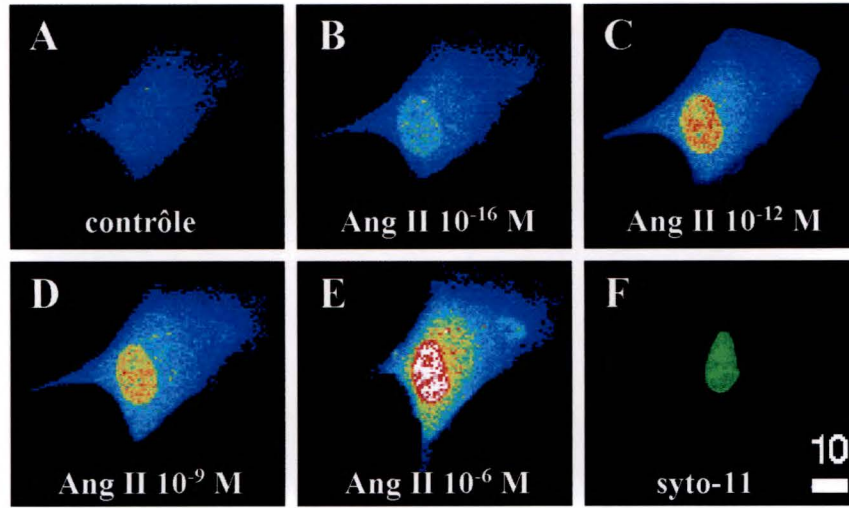 A
contrôle
B
Ang II 10⁻¹⁶ M
C
Ang II 10⁻¹² M
D
Ang II 10⁻⁹ M
E
Ang II 10⁻⁶ M
F
10
syto-11